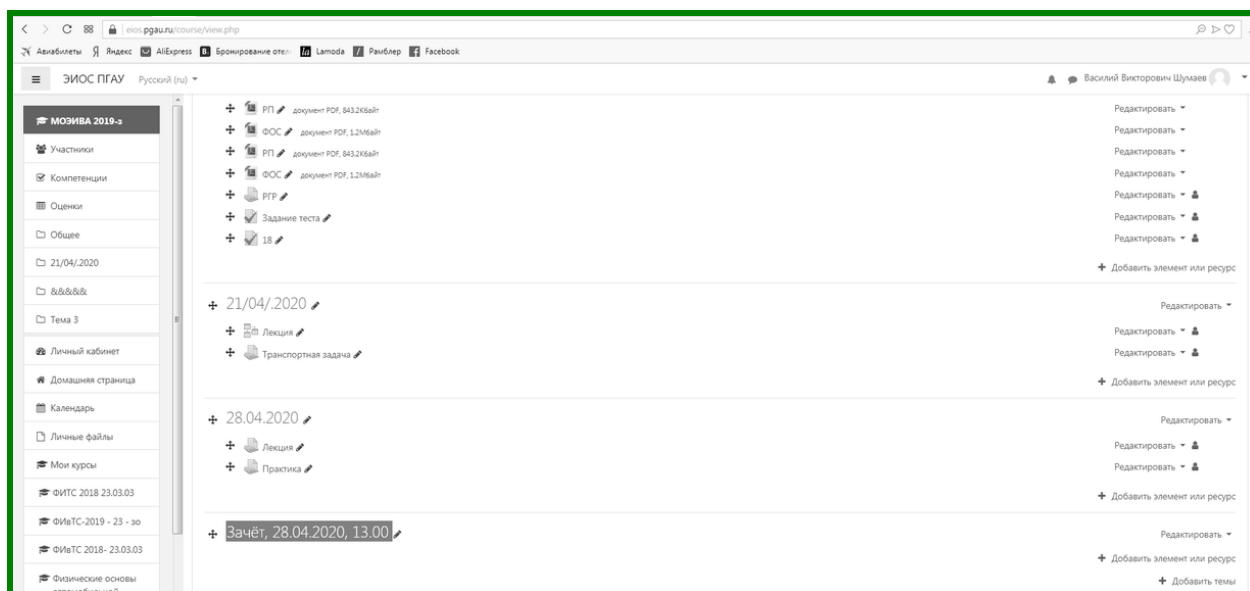 eios.pgau.ru/course/view.php
Авиабилеты Яндекс AliExpress B. Бронирование отел la Lamoda Рамблер Facebook
ЭИОС ПГАУ Русский (ru)
Василий Викторович Шумаев
МОЭИВА 2019-з
Участники
Компетенции
Оценки
Общее
21/04/.2020
&&&&&
Тема 3
Личный кабинет
Домашняя страница
Календарь
Личные файлы
Мои курсы
ФИТС 2018 23.03.03
ФИвТС-2019 - 23 - зо
ФИвТС 2018- 23.03.03
Физические основы
РП документ PDF, 843.2Кбайт Редактировать
ФОС документ PDF, 1.2Мбайт Редактировать
РП документ PDF, 843.2Кбайт Редактировать
ФОС документ PDF, 1.2Мбайт Редактировать
РГР Редактировать
Задание теста Редактировать
18 Редактировать
Добавить элемент или ресурс
21/04/.2020 Редактировать
Лекция Редактировать
Транспортная задача Редактировать
Добавить элемент или ресурс
28.04.2020 Редактировать
Лекция Редактировать
Практика Редактировать
Добавить элемент или ресурс
Зачёт, 28.04.2020, 13.00 Редактировать
Добавить элемент или ресурс
Добавить темы